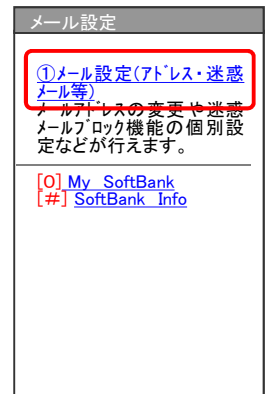 メール設定
①メール設定(アドレス・迷惑
メール等)
メールアドレスの変更や迷惑
メールブロック機能の個別設
定などが行えます。
[0] My SoftBank
[#] SoftBank Info